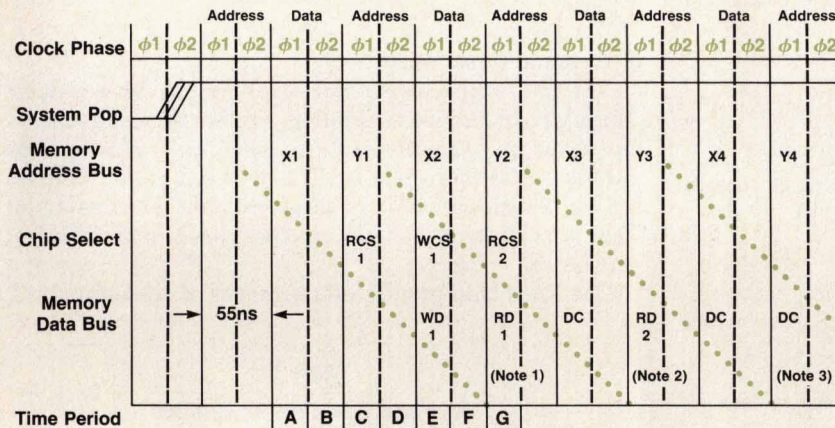 Address Data Address Data Address Data Address Data Address
Clock Phase ϕ1 ϕ2 ϕ1 ϕ2 ϕ1 ϕ2 ϕ1 ϕ2 ϕ1 ϕ2 ϕ1 ϕ2 ϕ1 ϕ2 ϕ1 ϕ2 ϕ1 ϕ2 ϕ1 ϕ2
System Pop
Memory Address Bus X1 Y1 X2 Y2 X3 Y3 X4 Y4
Chip Select RCS 1 WCS 1 RCS 2
Memory Data Bus 55ns WD 1 RD 1 DC RD 2 DC DC
(Note 1) (Note 2) (Note 3)
Time Period A B C D E F G